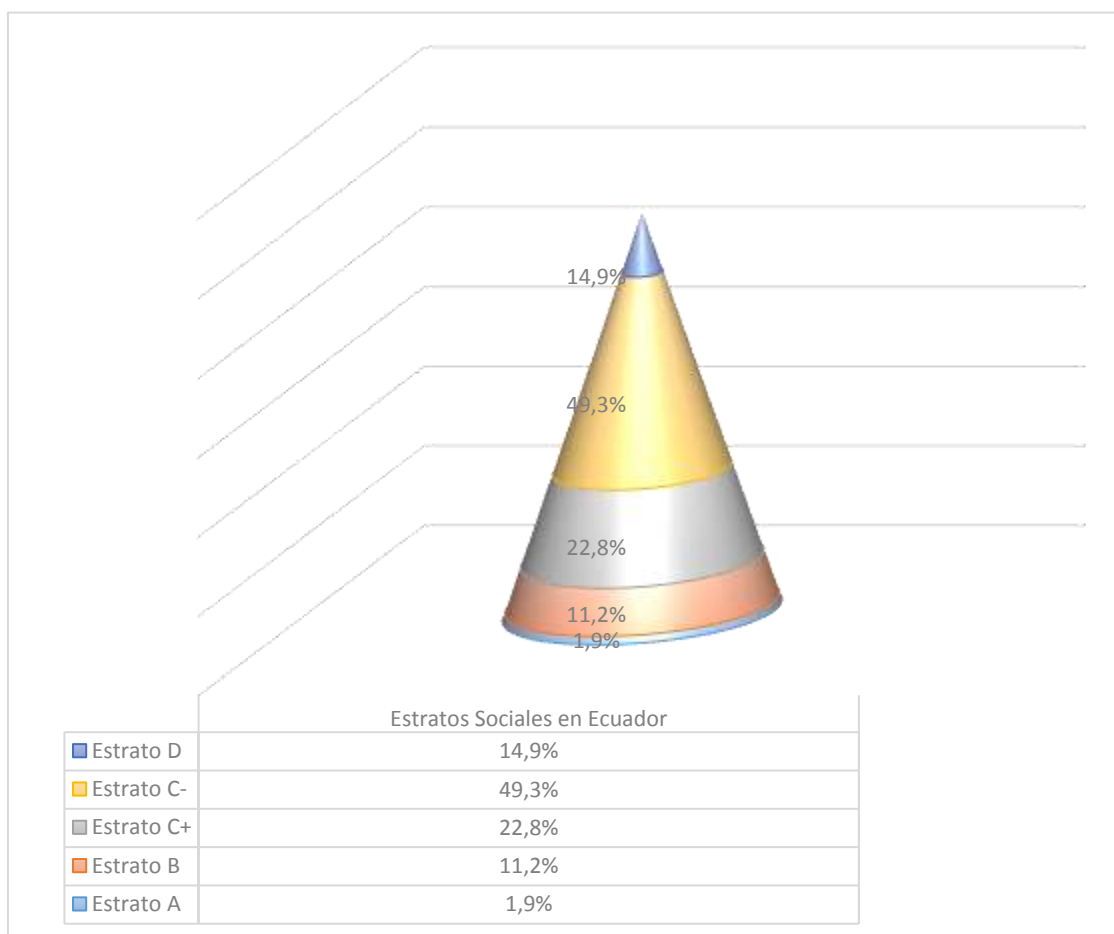 14,9%
49,3%
22,8%
11,2%
1,9%
Estratos Sociales en Ecuador
Estrato D 14,9%
Estrato C- 49,3%
Estrato C+ 22,8%
Estrato B 11,2%
Estrato A 1,9%